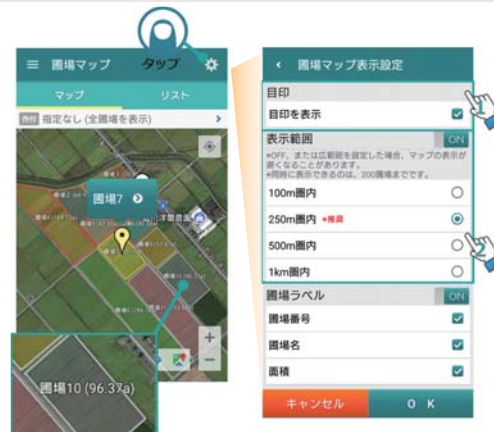 圃場マップ
タップ
マップ
リスト
作付 指定なし (全圃場を表示)
圃場7
圃場10 (96.37a)
圃場マップ表示設定
目印
目印を表示
1
表示範囲
ON
*OFF、または広範囲を設定した場合、マップの表示が
遅くなることがあります。
*同時に表示できるのは、200圃場までです。
100m圏内
250m圏内 *推奨
500m圏内
2
1km圏内
圃場ラベル
ON
圃場番号
圃場名
面積
キャンセル
O K